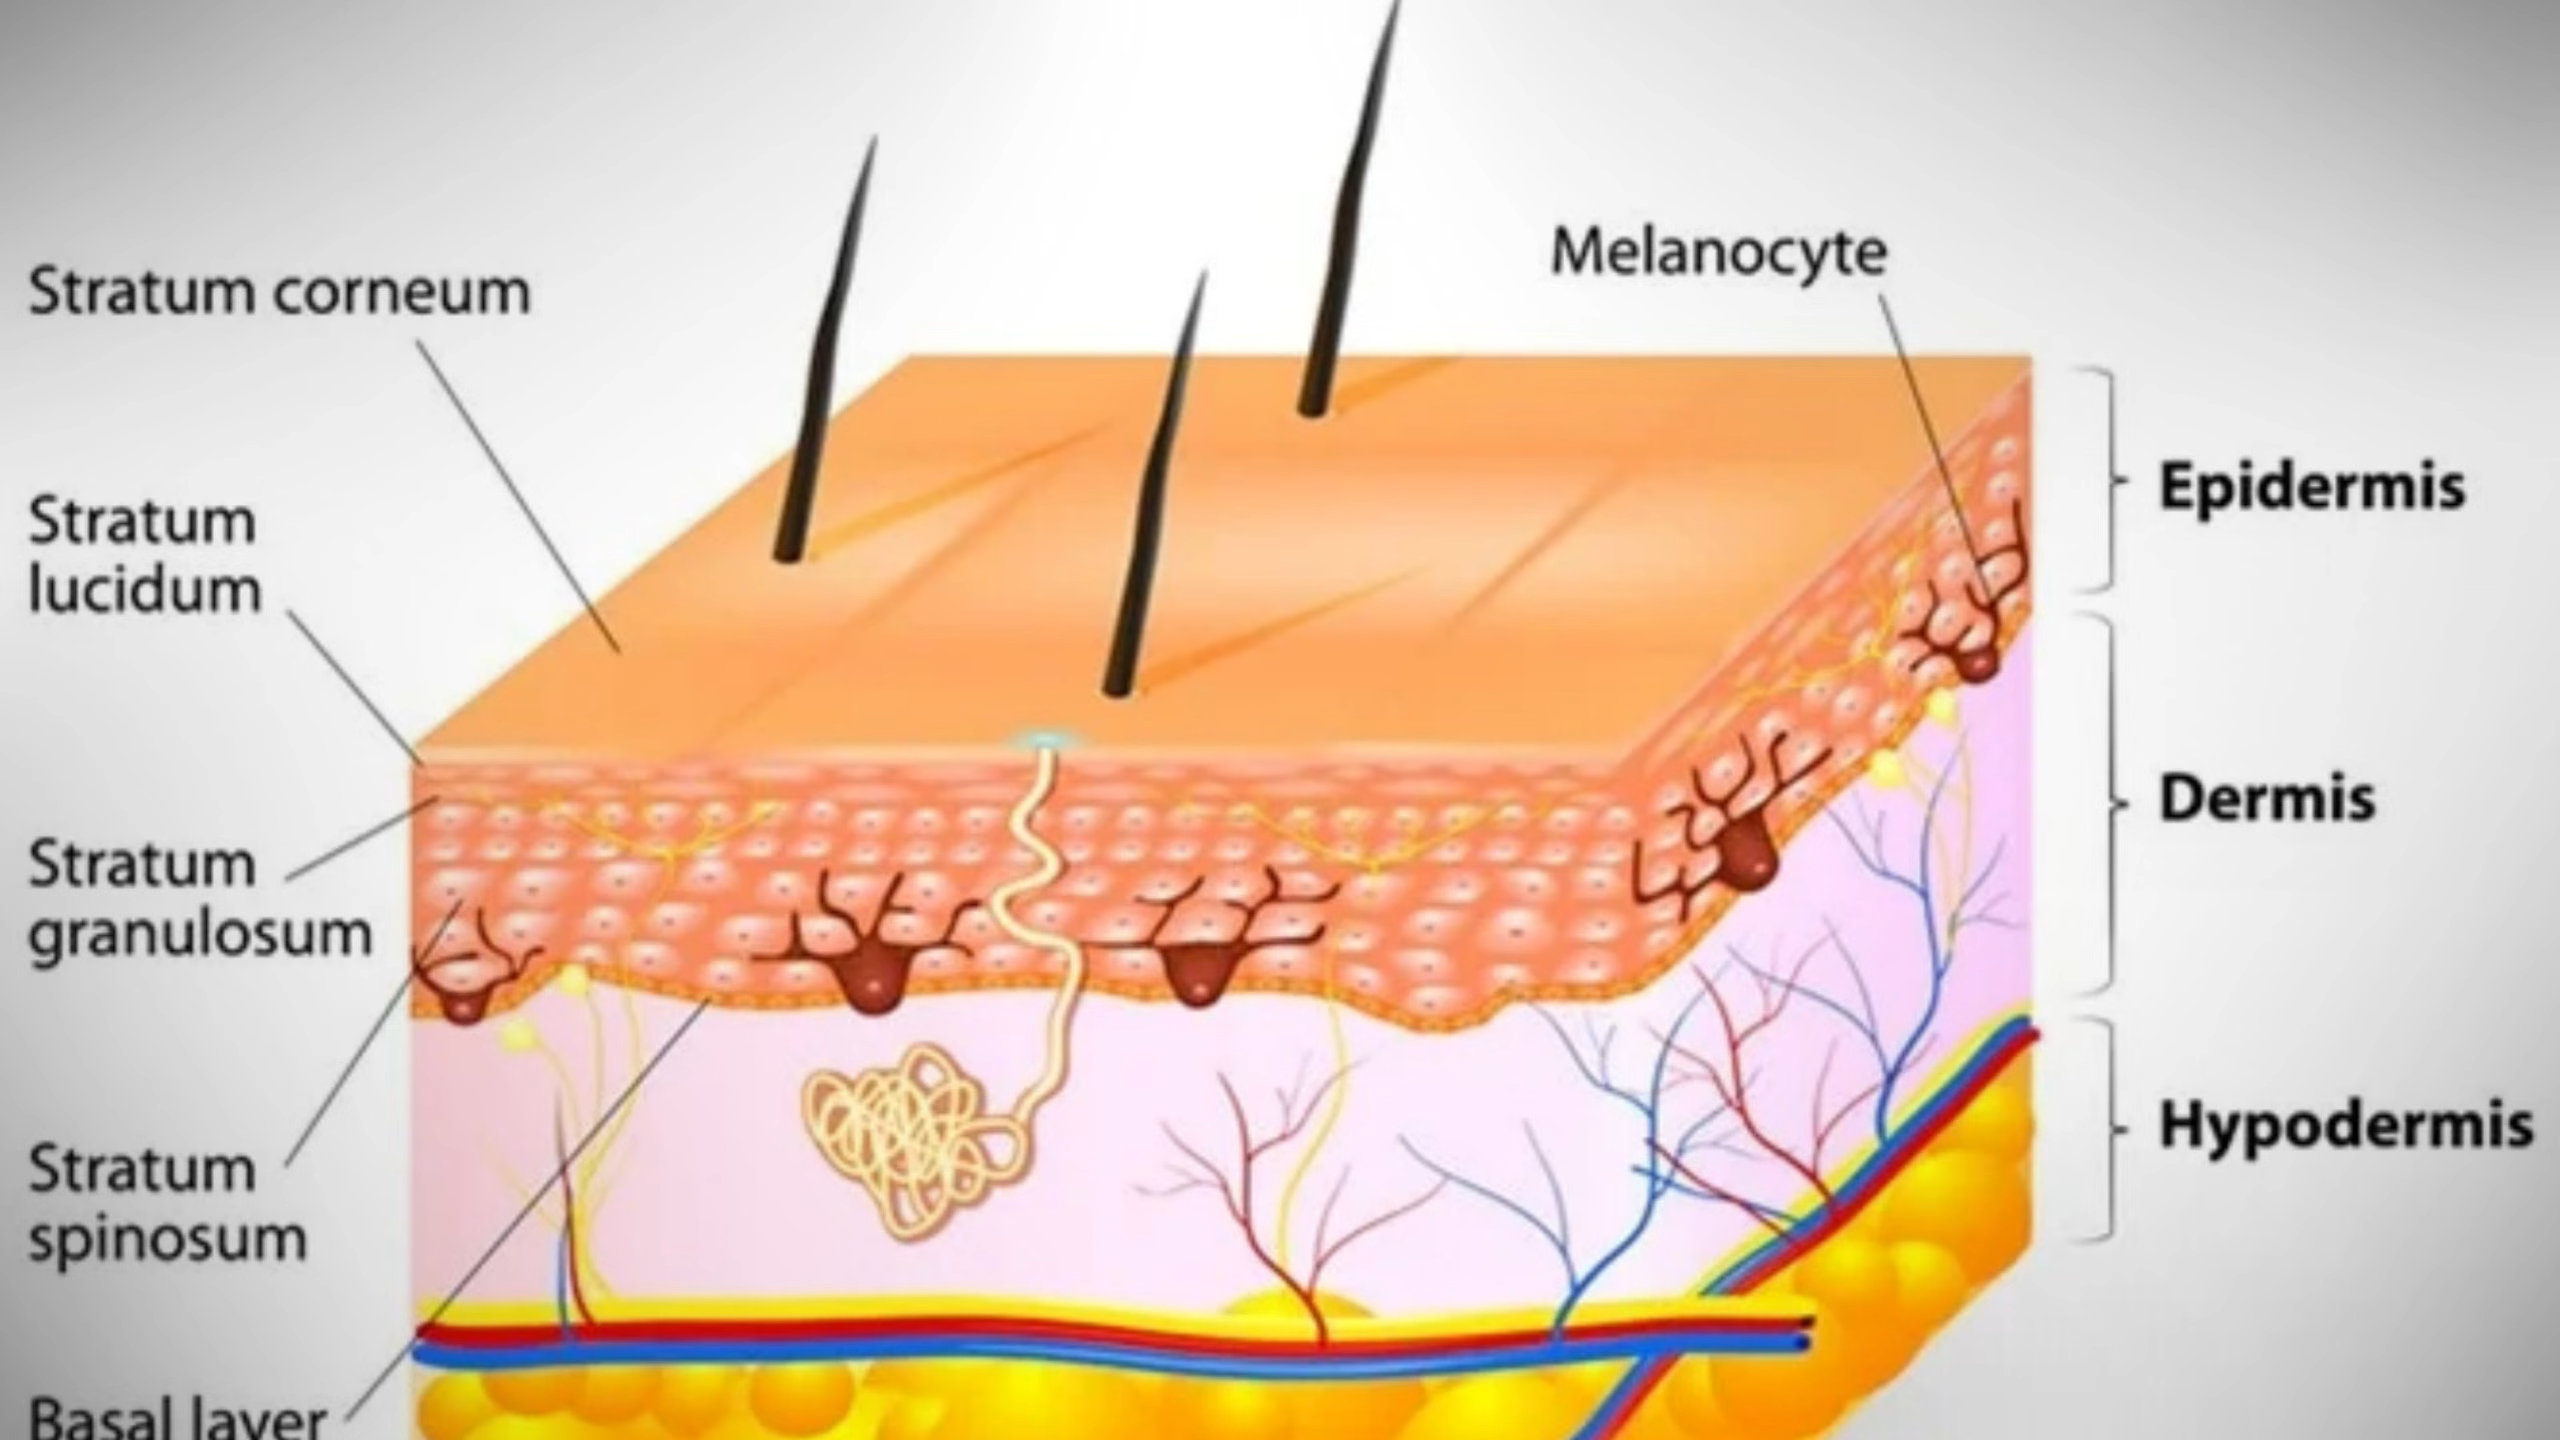 Stratum corneum
Melanocyte
Stratum
lucidum
Epidermis
Stratum
granulosum
Dermis
Stratum
spinosum
Hypodermis
Basal layer